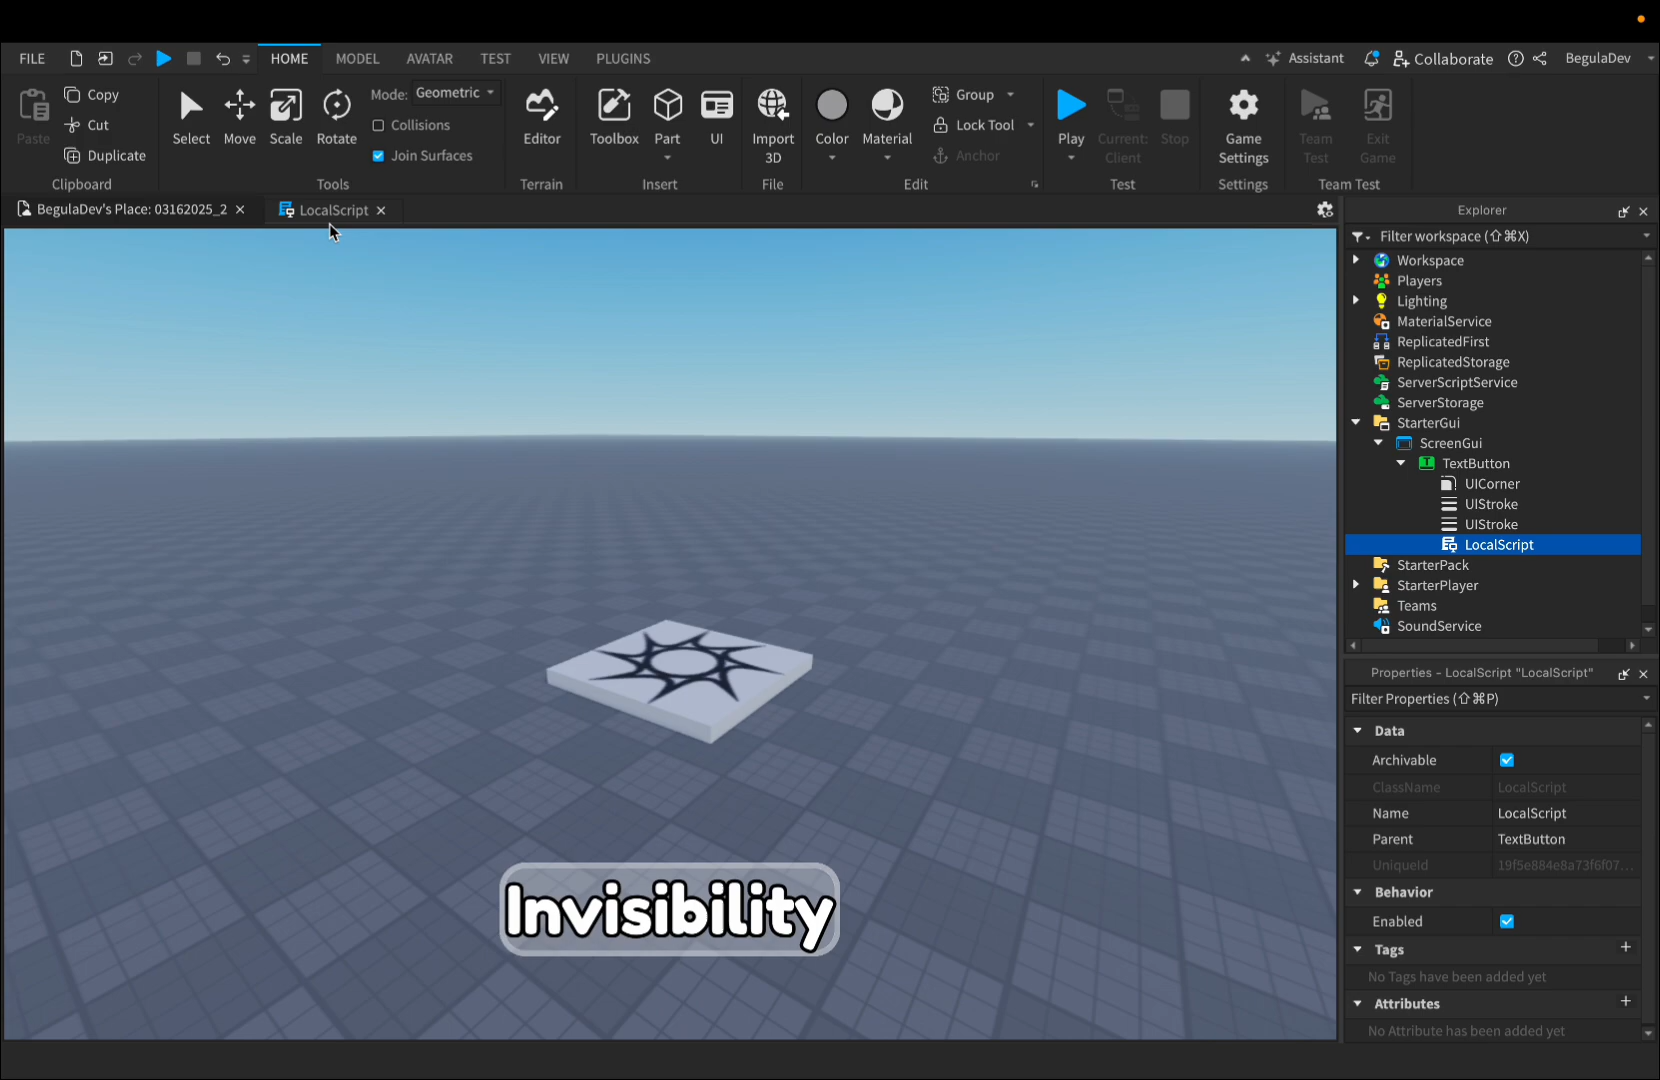 FILE
HOME
MODEL
AVATAR
TEST
VIEW
PLUGINS
Assistant
Collaborate
BegulaDev
Paste
Copy
Cut
Duplicate
Clipboard
Select
Move
Scale
Rotate
Mode: Geometric
Collisions
Join Surfaces
Tools
Editor
Terrain
Toolbox
Part
UI
Insert
Import
3D
File
Color
Material
Group
Lock Tool
Anchor
Edit
Play
Current:
Client
Stop
Test
Game
Settings
Settings
Team
Test
Exit
Game
Team Test
BegulaDev's Place: 03162025_2
LocalScript
Invisibility
Explorer
Filter workspace (⇧⌘X)
Workspace
Players
Lighting
MaterialService
ReplicatedFirst
ReplicatedStorage
ServerScriptService
ServerStorage
StarterGui
ScreenGui
TextButton
UICorner
UIStroke
UIStroke
LocalScript
StarterPack
StarterPlayer
Teams
SoundService
Properties - LocalScript "LocalScript"
Filter Properties (⇧⌘P)
Data
Archivable
ClassName LocalScript
Name LocalScript
Parent TextButton
UniqueId 19f5e884e8a73f6f07...
Behavior
Enabled
Tags
No Tags have been added yet
Attributes
No Attribute has been added yet